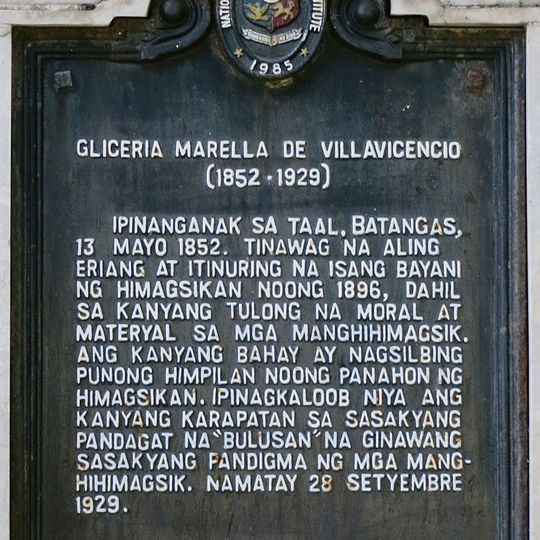 NATION
INSTITUTE
1985
GLICERIA MARELLA DE VILLAVICENCIO
(1852-1929)
IPINANGANAK SA TAAL, BATANGAS,
13 MAYO 1852. TINAWAG NA ALING
ERIANG AT ITINURING NA ISANG BAYANI
NG HIMAGSIKAN NOONG 1896, DAHIL
SA KANYANG TULONG NA MORAL AT
MATERYAL SA MGA MANGHIHIMAGSIK.
ANG KANYANG BAHAY AY NAGSILBING
PUNONG HIMPILAN NOONG PANAHON NG
HIMAGSIKAN. IPINAGKALOOB NIYA ANG
KANYANG KARAPATAN SA SASAKYANG
PANDAGAT NA "BULUSAN" NA GINAWANG
SASAKYANG PANDIGMA NG MGA MANG-
HIHIMAGSIK. NAMATAY 28 SETYEMBRE
1929.